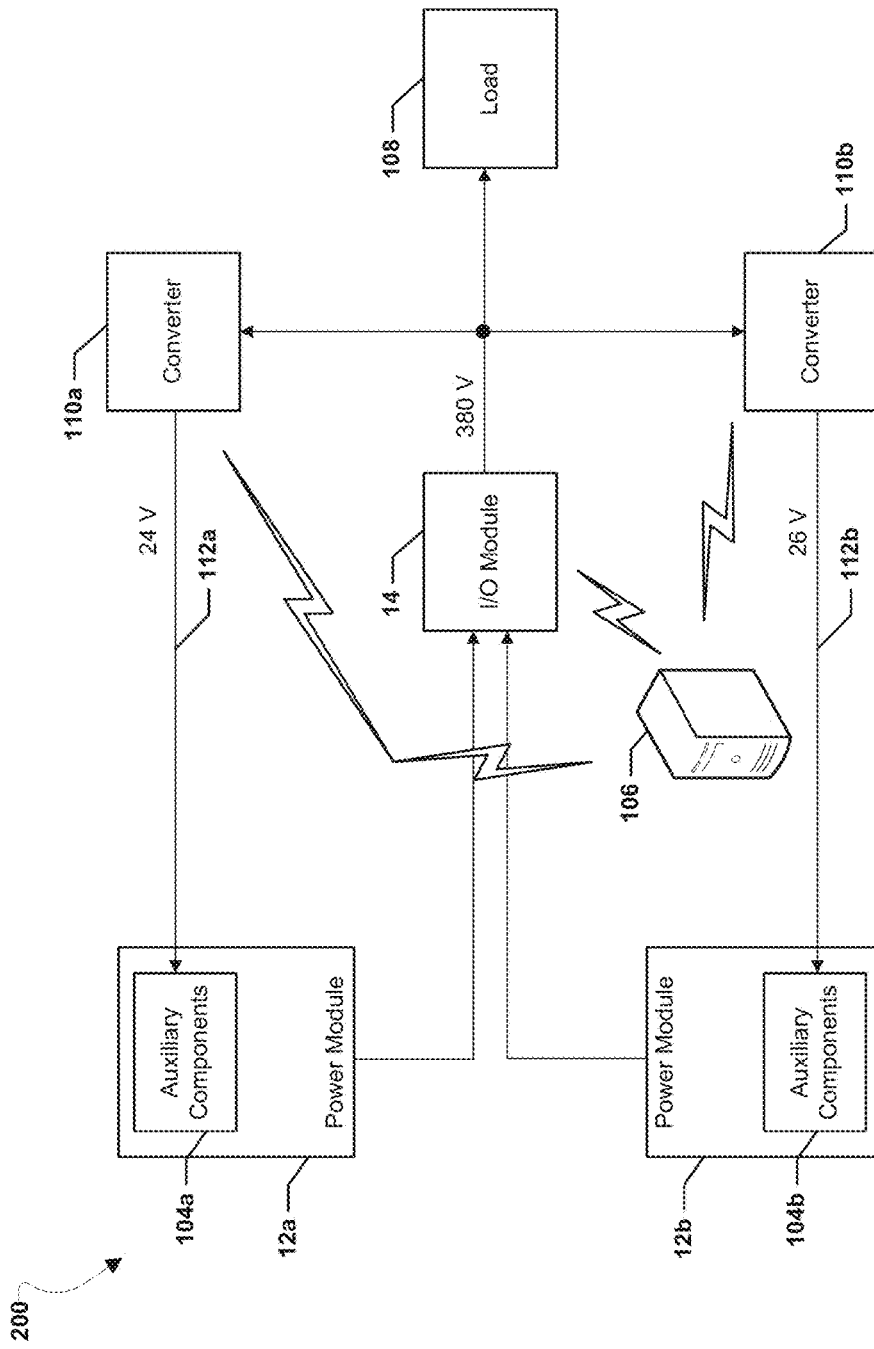 200
104a
12a
Auxiliary
Components
Power Module
24 V
112a
Converter
110a
14
I/O Module
380 V
Load
108
106
12b
104b
Power Module
Auxiliary
Components
26 V
112b
Converter
110b